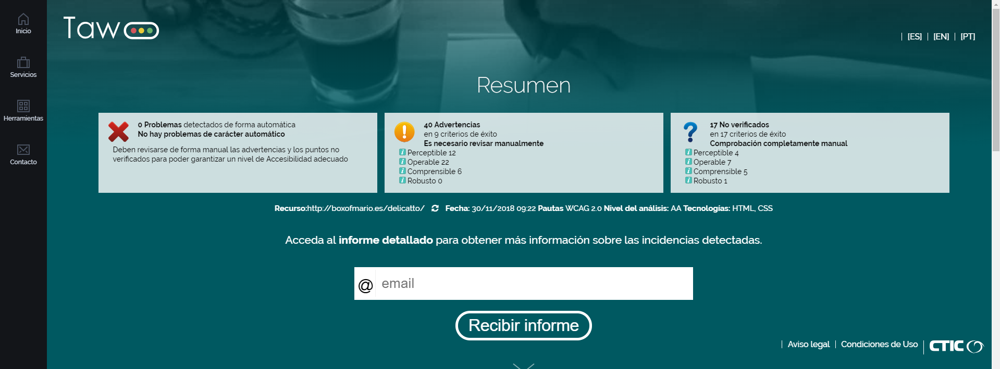 Inicio
Servicios
Herramientas
Contacto
Taw
[ES] [EN] [PT]
Resumen
0 Problemas detectados de forma automática
No hay problemas de carácter automático
Deben revisarse de forma manual las advertencias y los puntos no
verificados para poder garantizar un nivel de Accesibilidad adecuado
40 Advertencias
en 9 criterios de éxito
Es necesario revisar manualmente
Perceptible 12
Operable 22
Comprensible 6
Robusto 0
17 No verificados
en 17 criterios de éxito
Comprobación completamente manual
Perceptible 4
Operable 7
Comprensible 5
Robusto 1
Recurso:http://boxofmario.es/delicatto/ Fecha: 30/11/2018 09:22 Pautas WCAG 2.0 Nivel del análisis: AA Tecnologías: HTML, CSS
Acceda al informe detallado para obtener más información sobre las incidencias detectadas.
@ email
Recibir informe
Aviso legal Condiciones de Uso CTIC